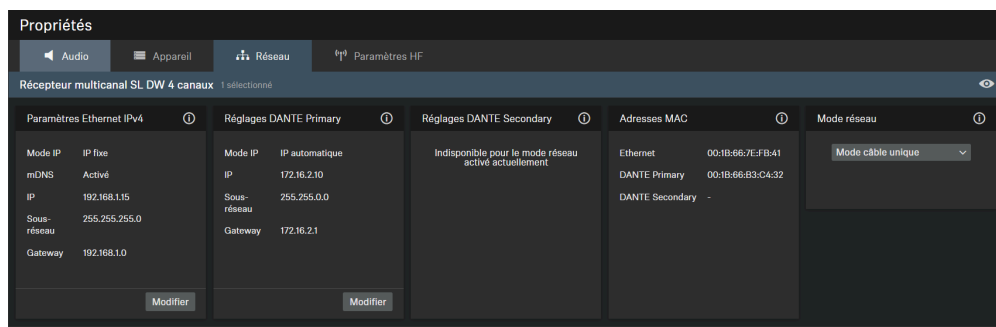 Propriétés
Audio Appareil Réseau Paramètres HF
Récepteur multicanal SL DW 4 canaux 1 sélectionné
Paramètres Ethernet IPv4
Mode IP IP fixe
mDNS Activé
IP 192.168.1.15
Sous-réseau 255.255.255.0
Gateway 192.168.1.0
Modifier
Réglages DANTE Primary
Mode IP IP automatique
IP 172.16.2.10
Sous-réseau 255.255.0.0
Gateway 172.16.2.1
Modifier
Réglages DANTE Secondary
Indisponible pour le mode réseau
activé actuellement
Adresses MAC
Ethernet 00:1B:66:7E:FB:41
DANTE Primary 00:1B:66:B3:C4:32
DANTE Secondary -
Mode réseau
Mode câble unique